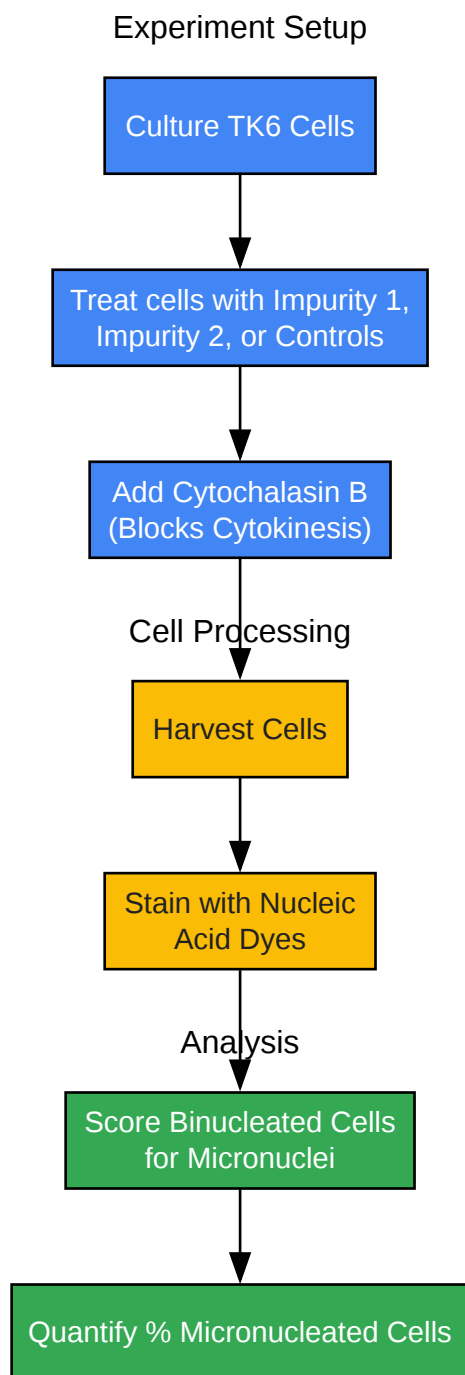 Experiment Setup
Culture TK6 Cells
Treat cells with Impurity 1,
Impurity 2, or Controls
Add Cytochalasin B
(Blocks Cytokinesis)
Cell Processing
Harvest Cells
Stain with Nucleic
Acid Dyes
Analysis
Score Binucleated Cells
for Micronuclei
Quantify % Micronucleated Cells